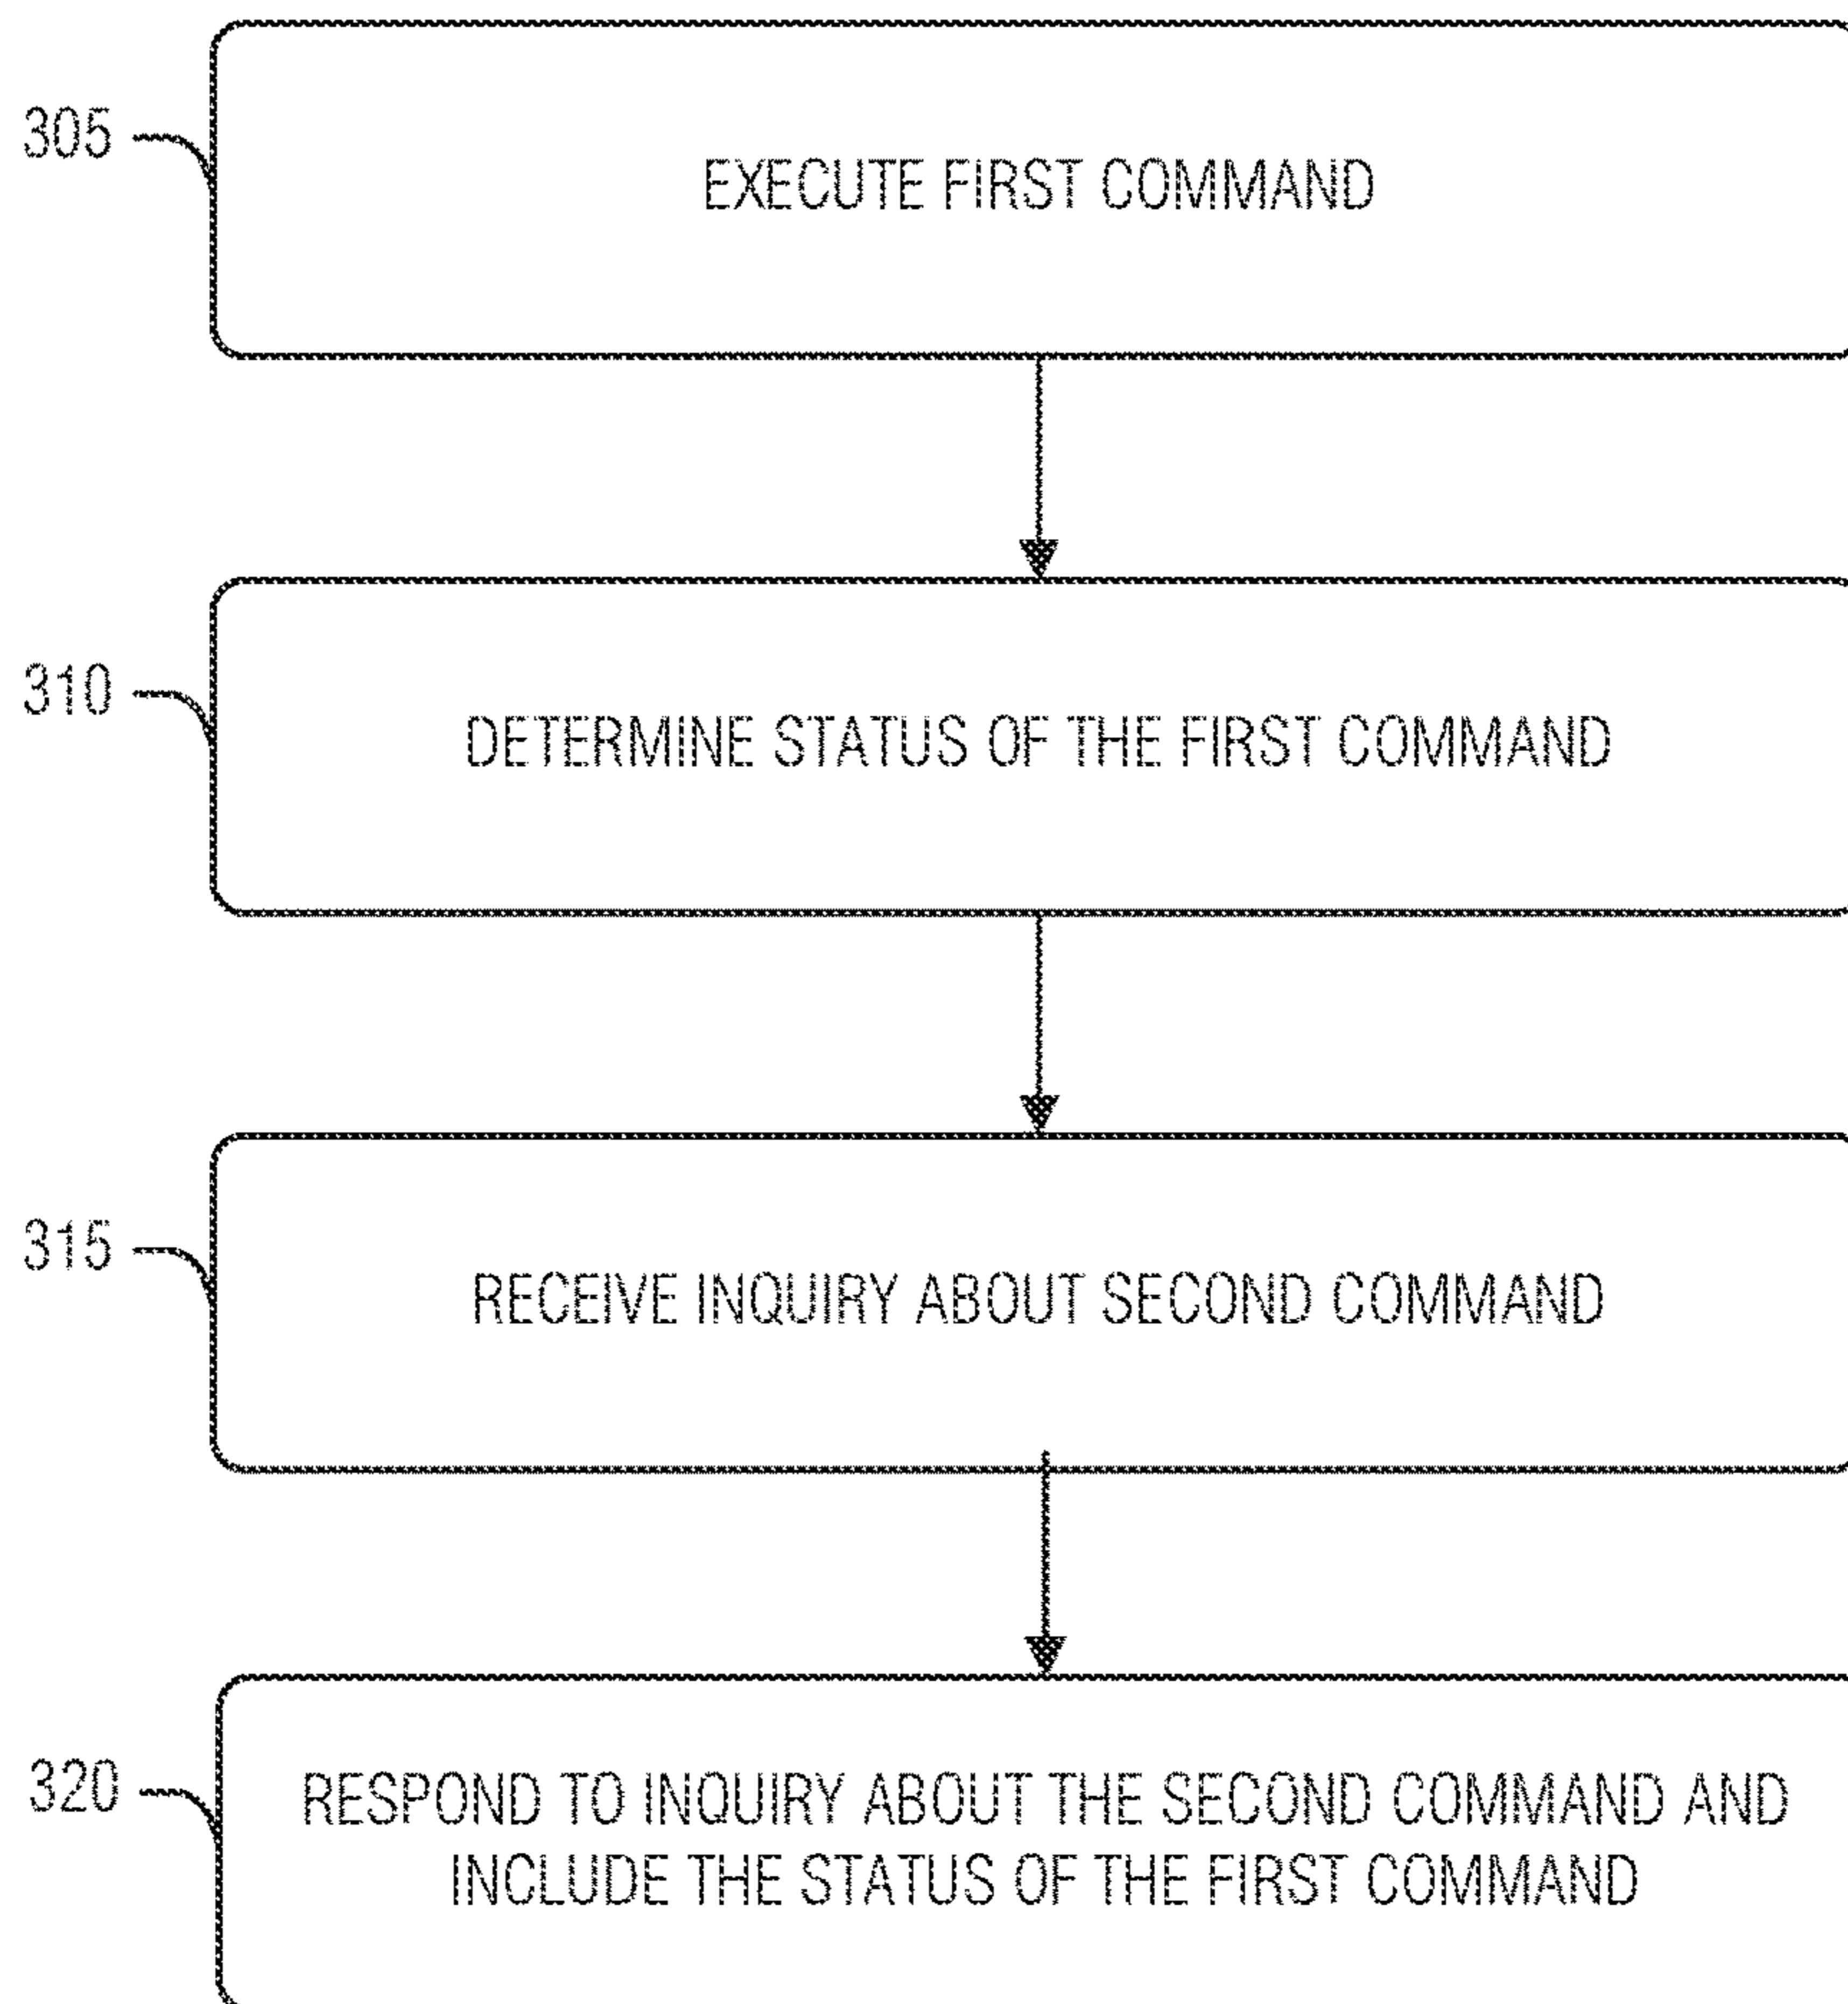 305
EXECUTE FIRST COMMAND
310
DETERMINE STATUS OF THE FIRST COMMAND
315
RECEIVE INQUIRY ABOUT SECOND COMMAND
320
RESPOND TO INQUIRY ABOUT THE SECOND COMMAND AND
INCLUDE THE STATUS OF THE FIRST COMMAND